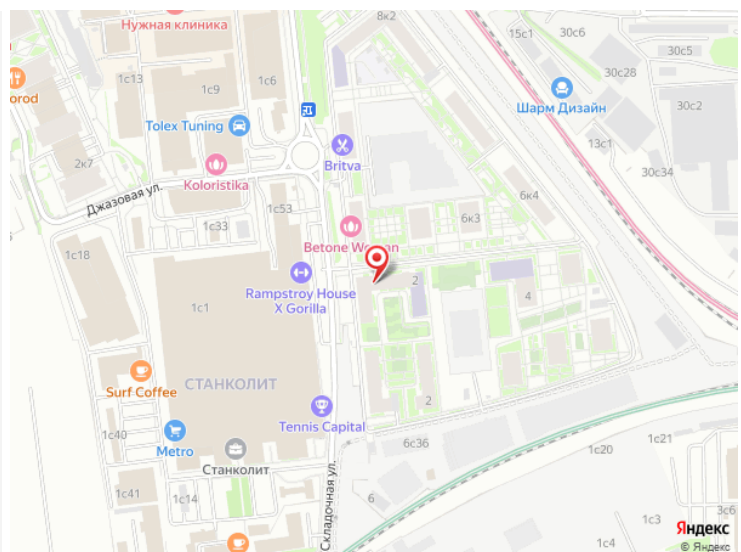 8к2
Нужная клиника
15с1
30с6
30с5
1с13
1с6
1с9
30с28
orod
Шарм Дизайн
30с2
Tolex Tuning
13с1
2к7
Britva
Koloristika
30с34
Джазовая ул.
6к4
1с53
6к3
1с33
Betone Wo
n
1с18
Rampstroy House
X Gorilla
2
4
1с1
СТАНКОЛИТ
Surf Coffee
2
Tennis Capital
1с40
Metro
6с36
Станколит
1с20
1с21
1с41
1с14
6
Складочная ул.
1с3
3с6
1с4
Яндекс
© Яндекс